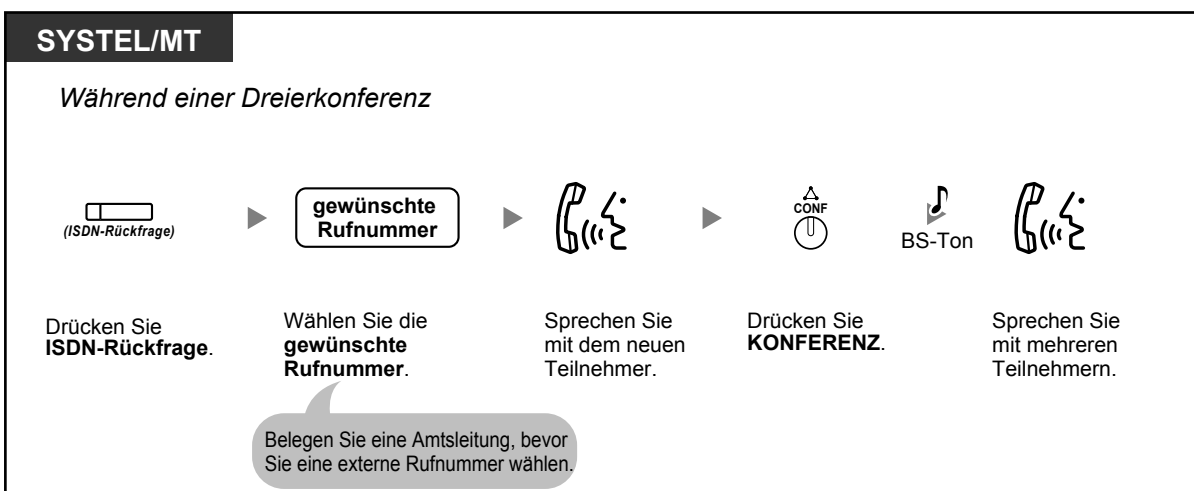 SYSTEL/MT
Während einer Dreierkonferenz
(ISDN-Rückfrage)
gewünschte
Rufnummer
CONF
BS-Ton
Drücken Sie
ISDN-Rückfrage.
Wählen Sie die
gewünschte
Rufnummer.
Sprechen Sie
mit dem neuen
Teilnehmer.
Drücken Sie
KONFERENZ.
Sprechen Sie
mit mehreren
Teilnehmern.
Belegen Sie eine Amtsleitung, bevor
Sie eine externe Rufnummer wählen.